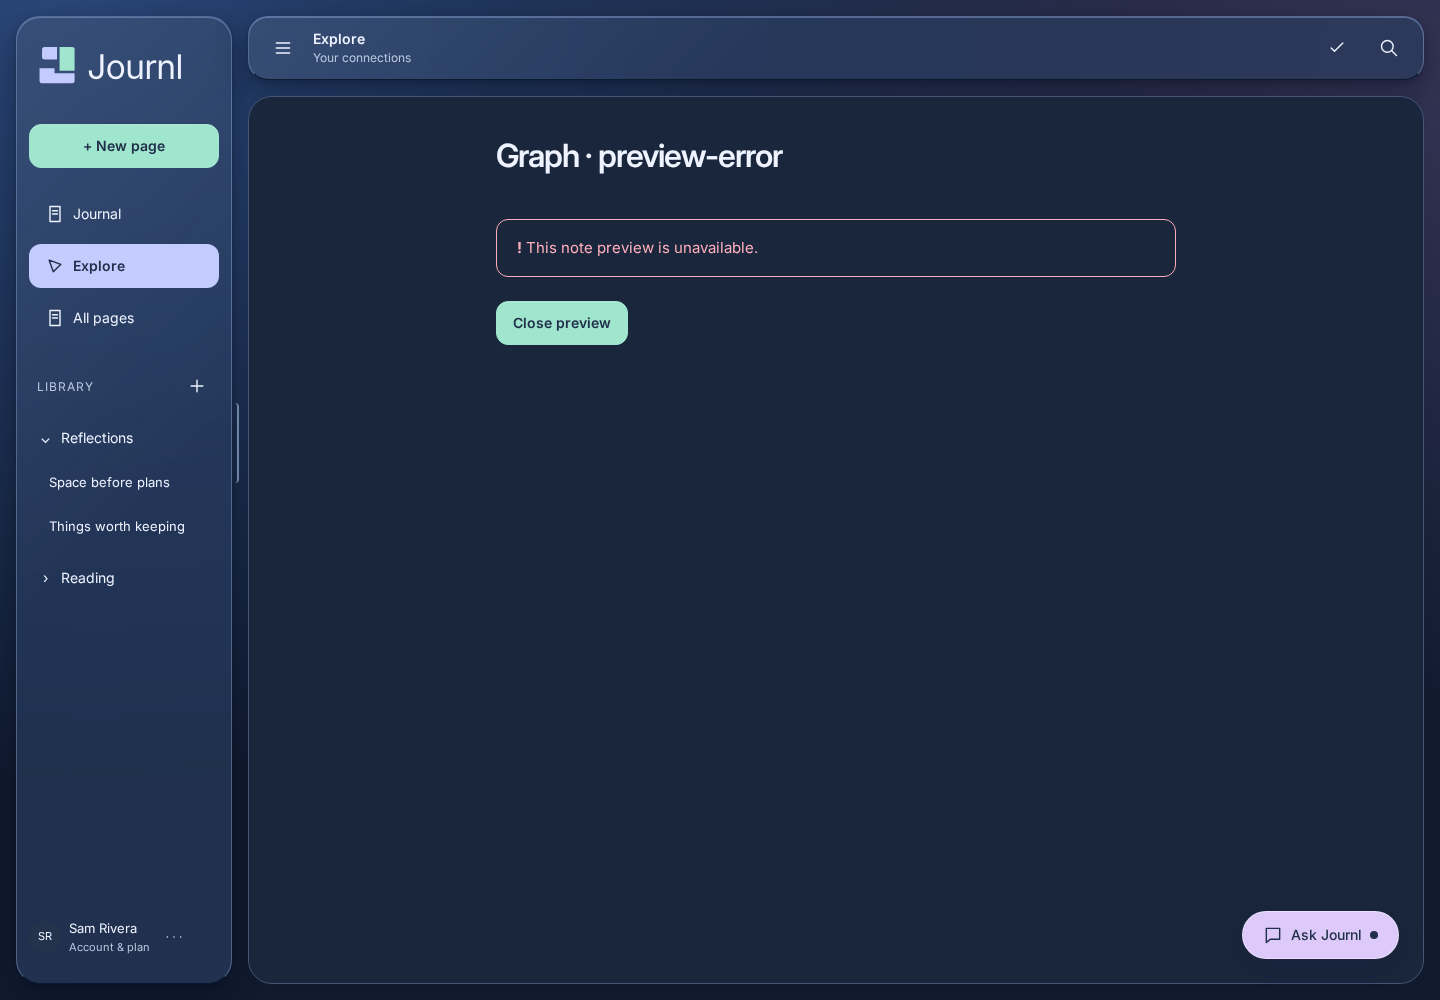 Journl
+ New page
Journal
Explore
All pages
LIBRARY
Reflections
Space before plans
Things worth keeping
Reading
SR
Sam Rivera
Account & plan
...
Explore
Your connections
Graph · preview-error
! This note preview is unavailable.
Close preview
Ask Journl